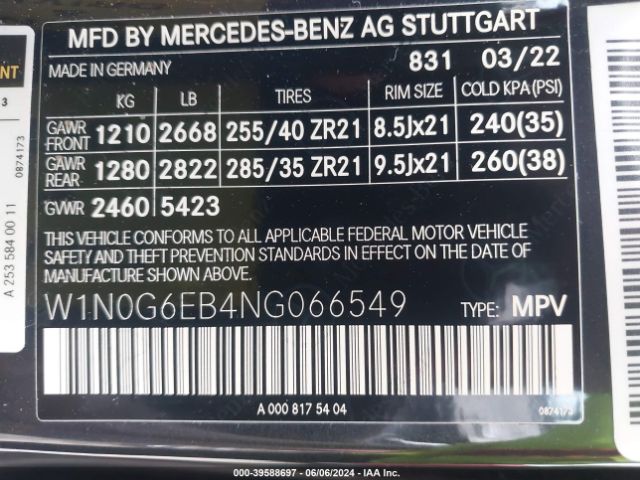 MFD BY MERCEDES-BENZ AG STUTTGART
MADE IN GERMANY 831 03/22
KG LB TIRES RIM SIZE COLD KPA(PSI)
GAWR FRONT 1210 2668 255/40 ZR21 8.5Jx21 240(35)
GAWR REAR 1280 2822 285/35 ZR21 9.5Jx21 260(38)
GVWR 2460 5423
THIS VEHICLE CONFORMS TO ALL APPLICABLE FEDERAL MOTOR VEHICLE
SAFETY AND THEFT PREVENTION STANDARDS IN EFFECT ON THE DATE OF
MANUFACTURE SHOWN ABOVE.
W1N0G6EB4NG066549 TYPE: MPV
A 000 817 54 04
0874173
A 253 584 00 11
0874173
000-39588697 - 06/06/2024 - IAA Inc.